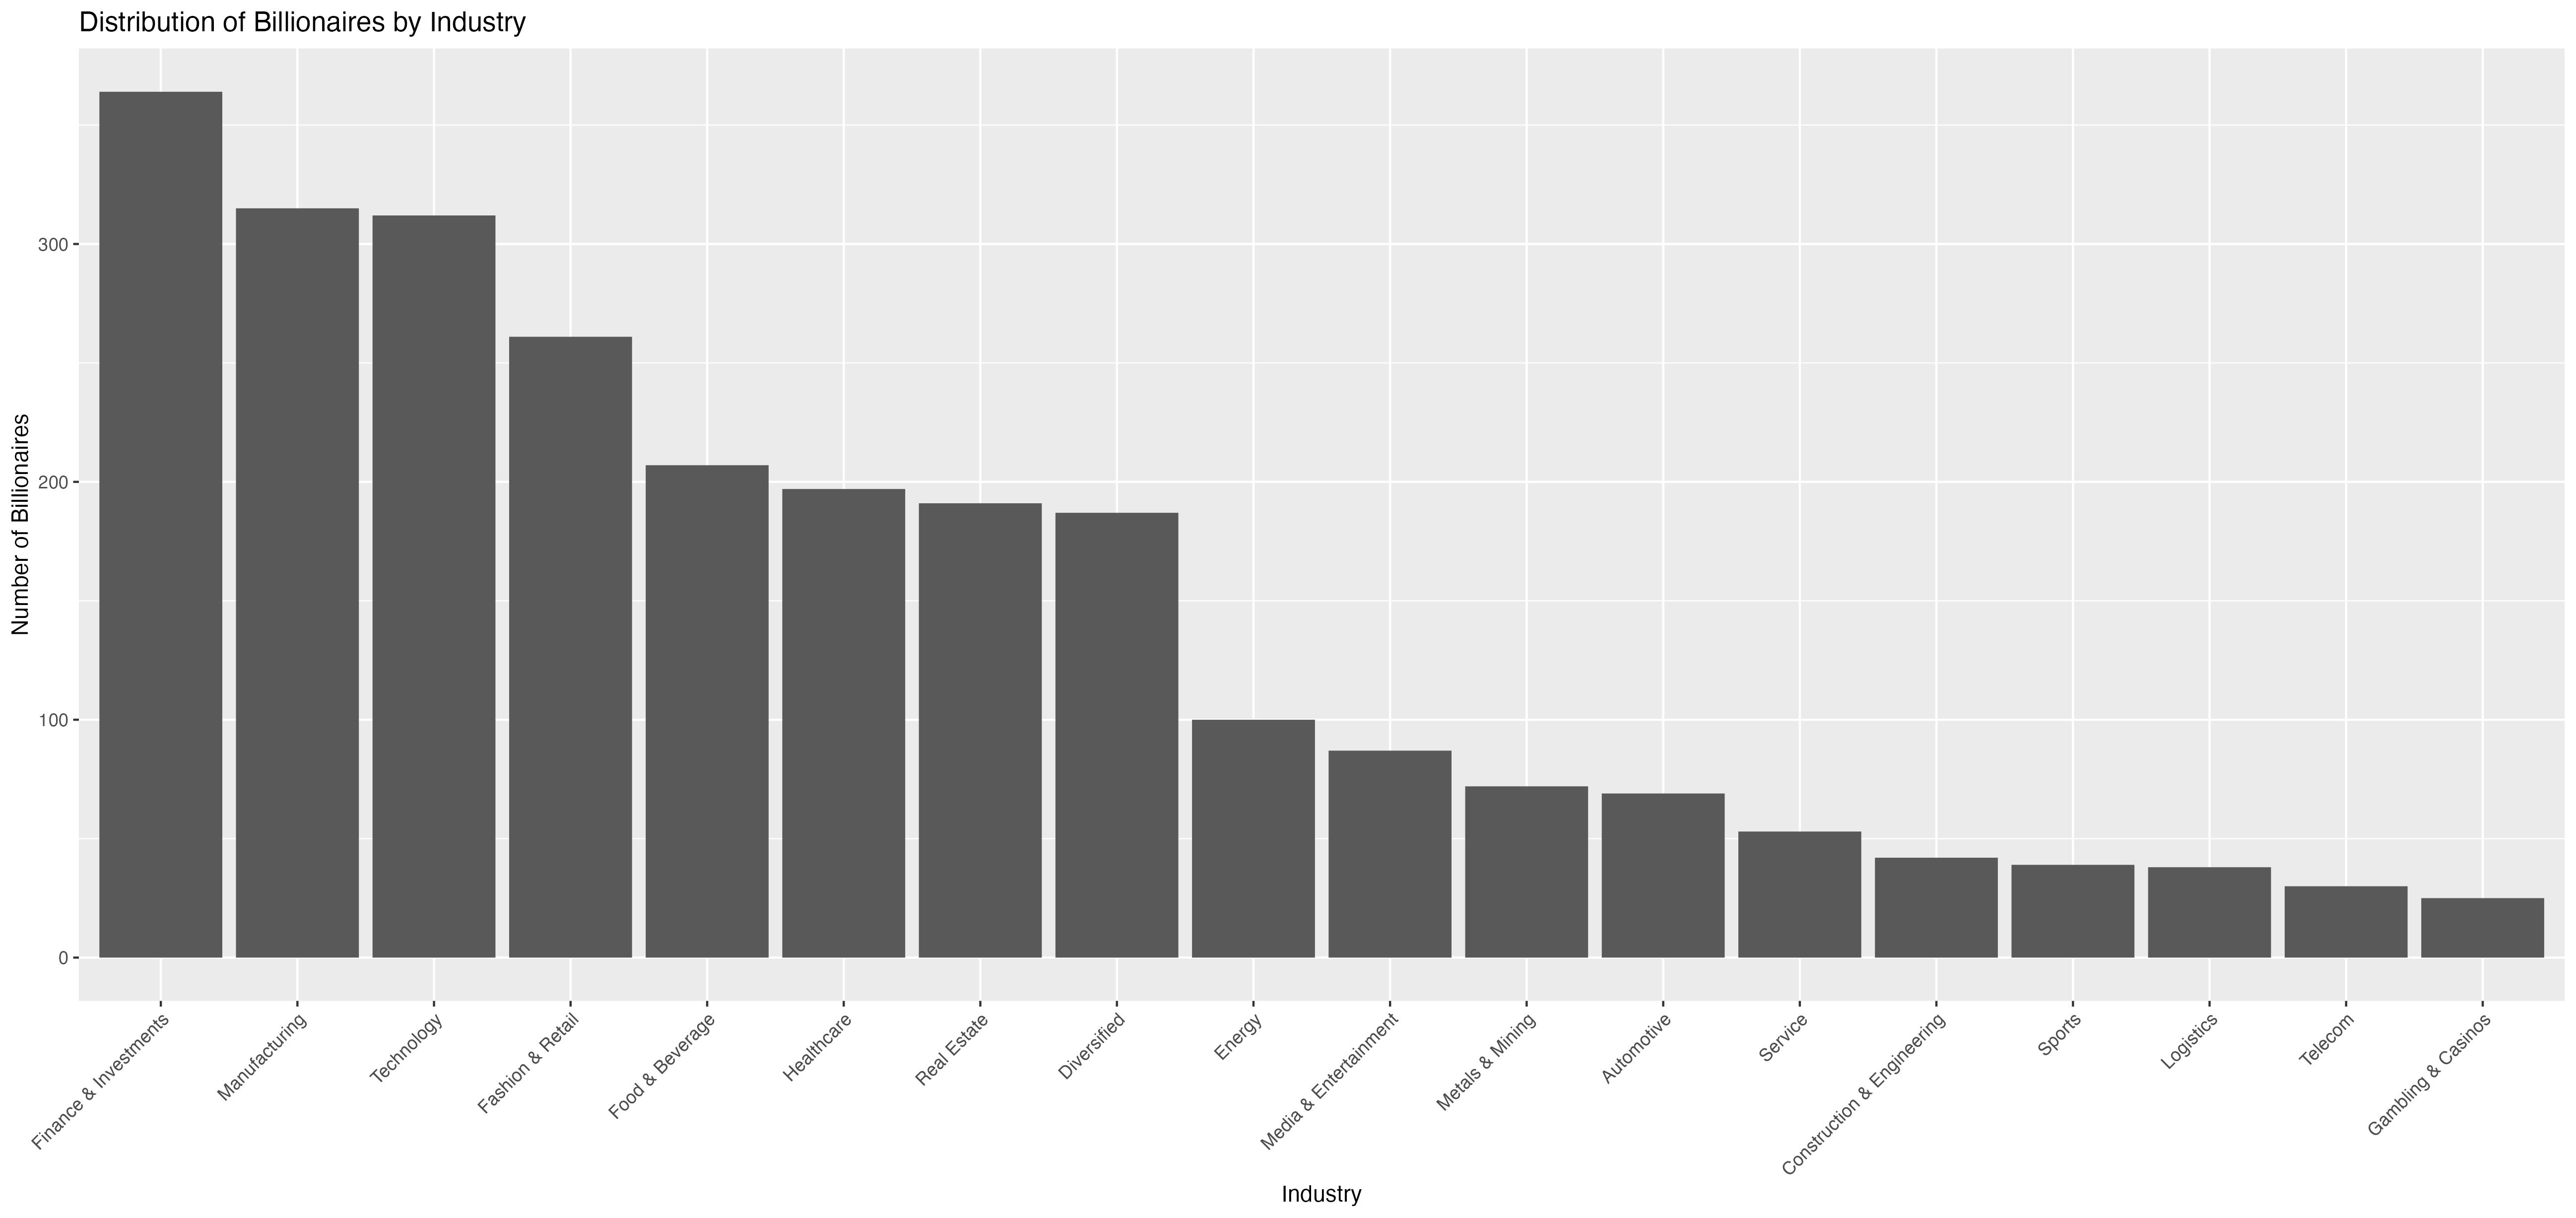 Distribution of Billionaires by Industry
Number of Billionaires
300
200
100
0
Finance & Investments
Manufacturing
Technology
Fashion & Retail
Food & Beverage
Healthcare
Real Estate
Diversified
Energy
Media & Entertainment
Metals & Mining
Automotive
Service
Construction & Engineering
Sports
Logistics
Telecom
Gambling & Casinos
Industry